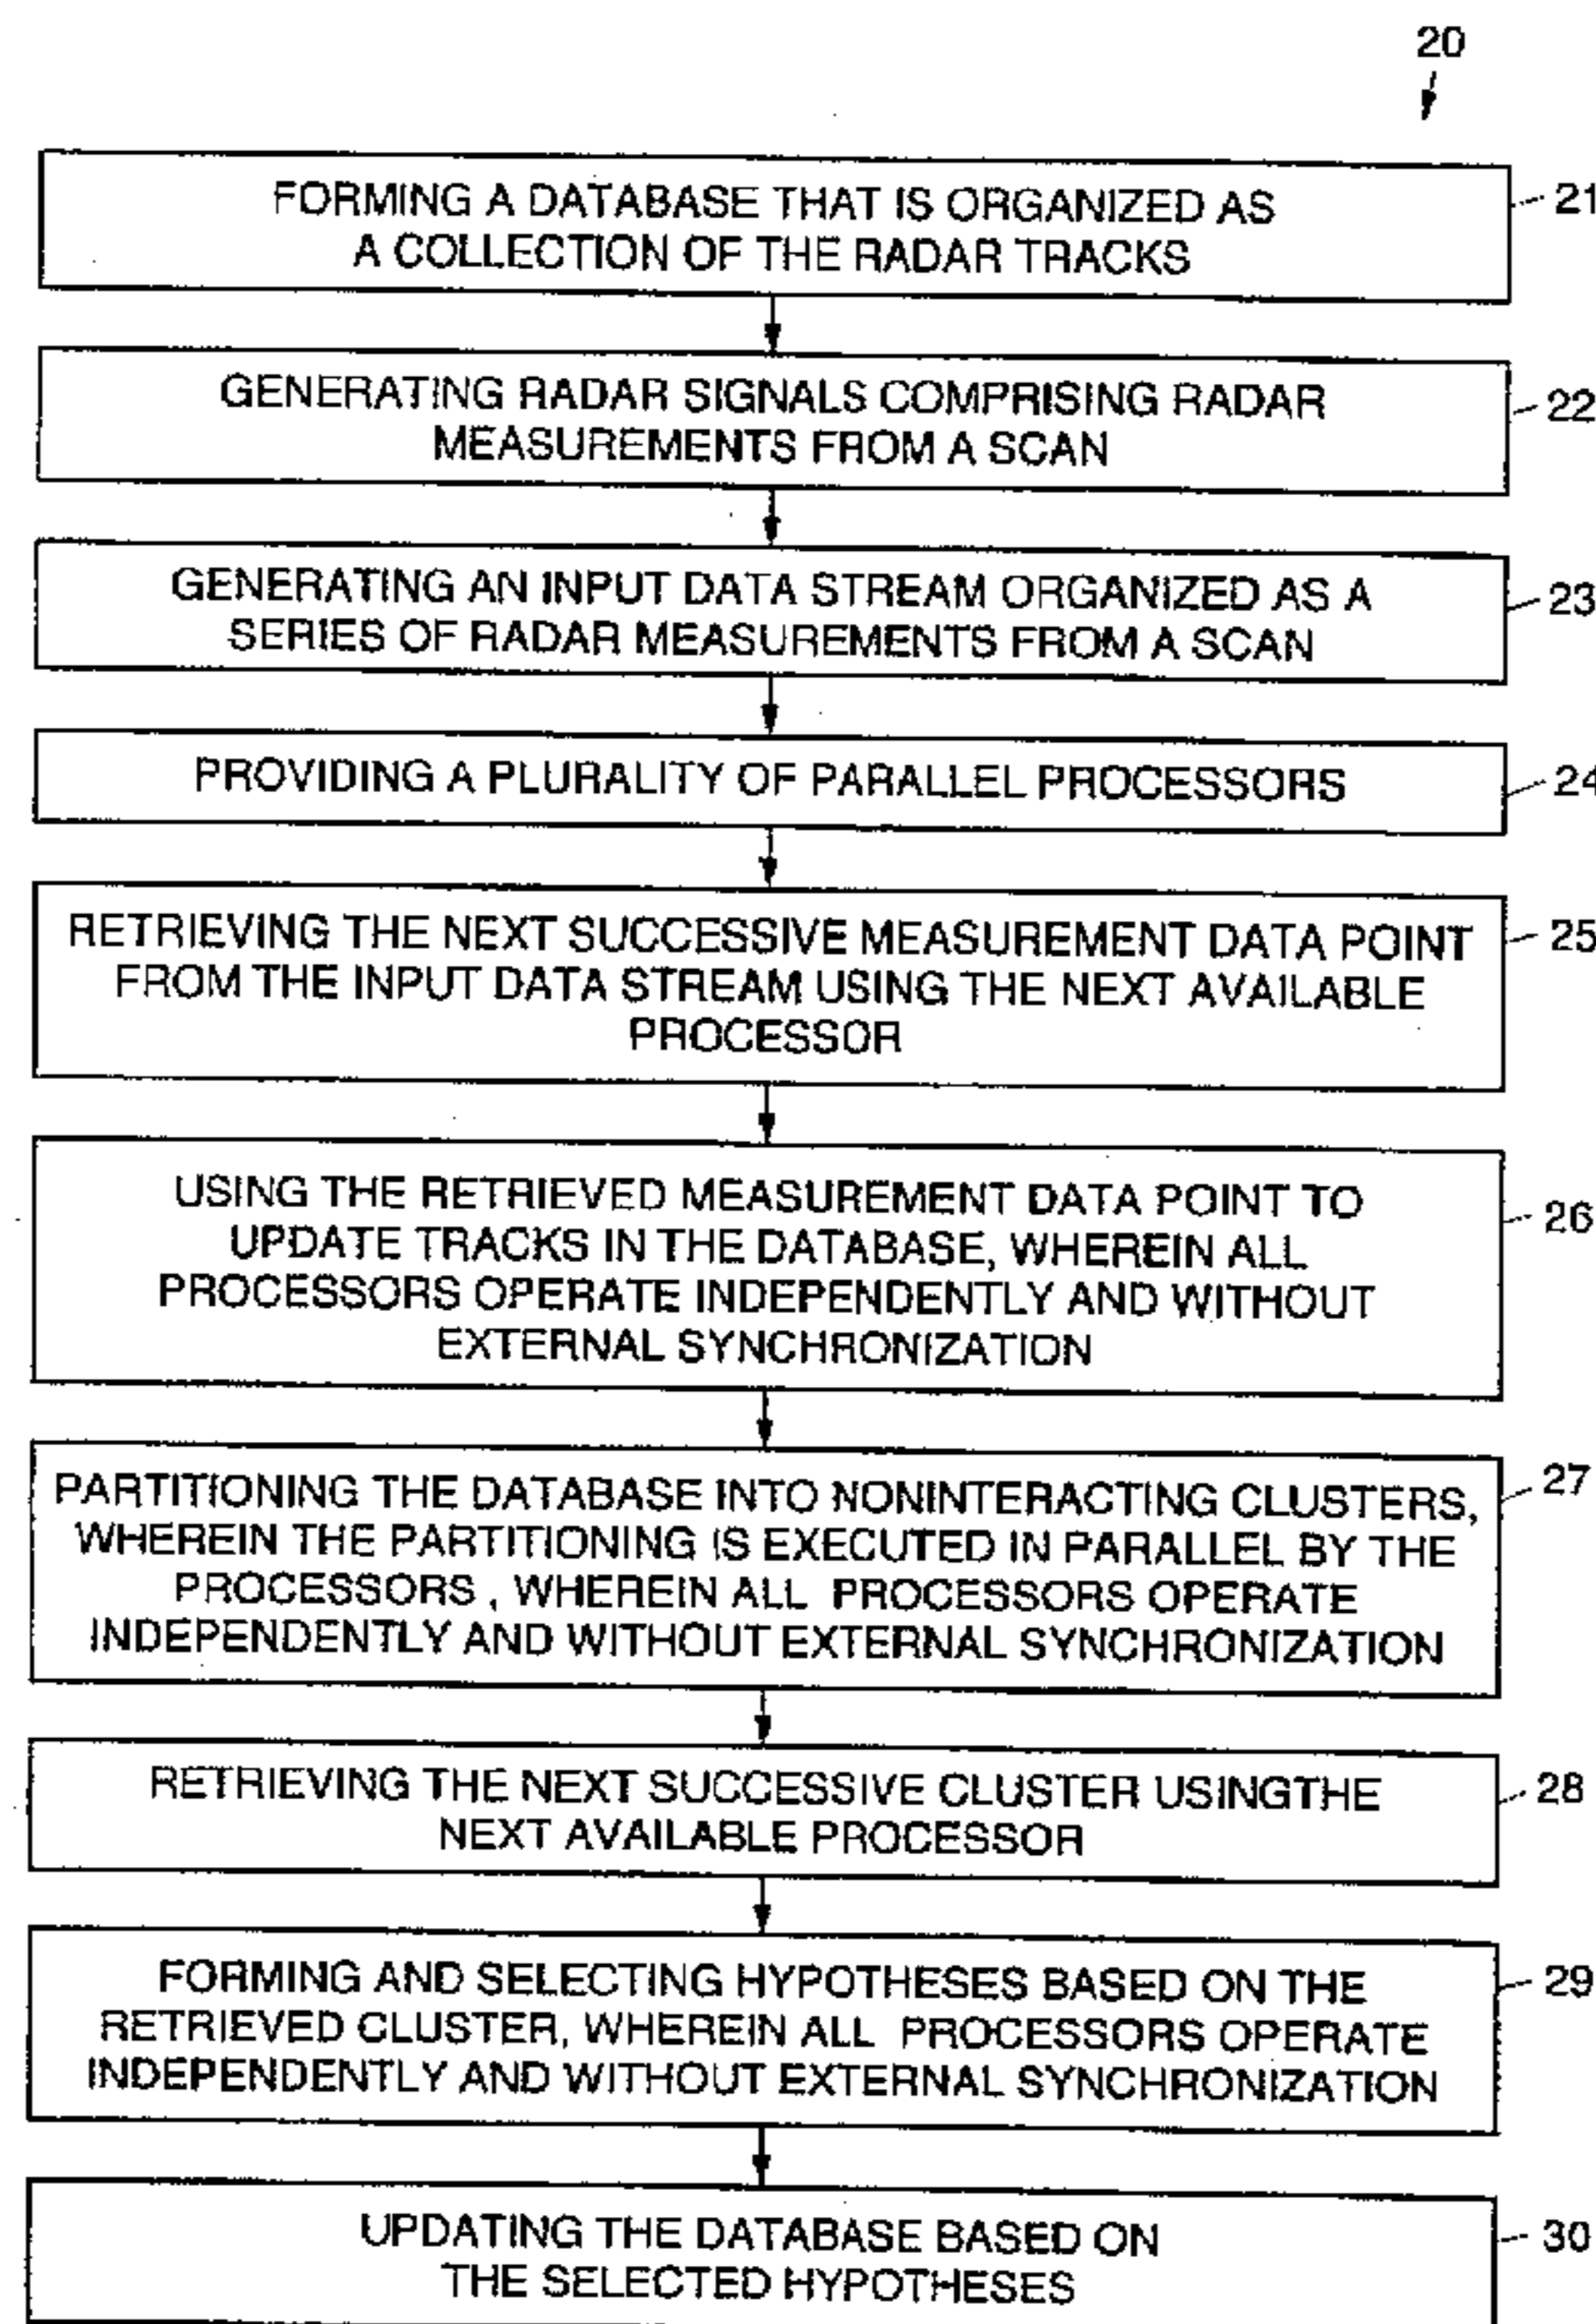 20
FORMING A DATABASE THAT IS ORGANIZED AS
A COLLECTION OF THE RADAR TRACKS
21
GENERATING RADAR SIGNALS COMPRISING RADAR
MEASUREMENTS FROM A SCAN
22
GENERATING AN INPUT DATA STREAM ORGANIZED AS A
SERIES OF RADAR MEASUREMENTS FROM A SCAN
23
PROVIDING A PLURALITY OF PARALLEL PROCESSORS
24
RETRIEVING THE NEXT SUCCESSIVE MEASUREMENT DATA POINT
FROM THE INPUT DATA STREAM USING THE NEXT AVAILABLE
PROCESSOR
25
USING THE RETRIEVED MEASUREMENT DATA POINT TO
UPDATE TRACKS IN THE DATABASE, WHEREIN ALL
PROCESSORS OPERATE INDEPENDENTLY AND WITHOUT
EXTERNAL SYNCHRONIZATION
26
PARTITIONING THE DATABASE INTO NONINTERACTING CLUSTERS,
WHEREIN THE PARTITIONING IS EXECUTED IN PARALLEL BY THE
PROCESSORS , WHEREIN ALL PROCESSORS OPERATE
INDEPENDENTLY AND WITHOUT EXTERNAL SYNCHRONIZATION
27
RETRIEVING THE NEXT SUCCESSIVE CLUSTER USINGTHE
NEXT AVAILABLE PROCESSOR
28
FORMING AND SELECTING HYPOTHESES BASED ON THE
RETRIEVED CLUSTER, WHEREIN ALL PROCESSORS OPERATE
INDEPENDENTLY AND WITHOUT EXTERNAL SYNCHRONIZATION
29
UPDATING THE DATABASE BASED ON
THE SELECTED HYPOTHESES
30